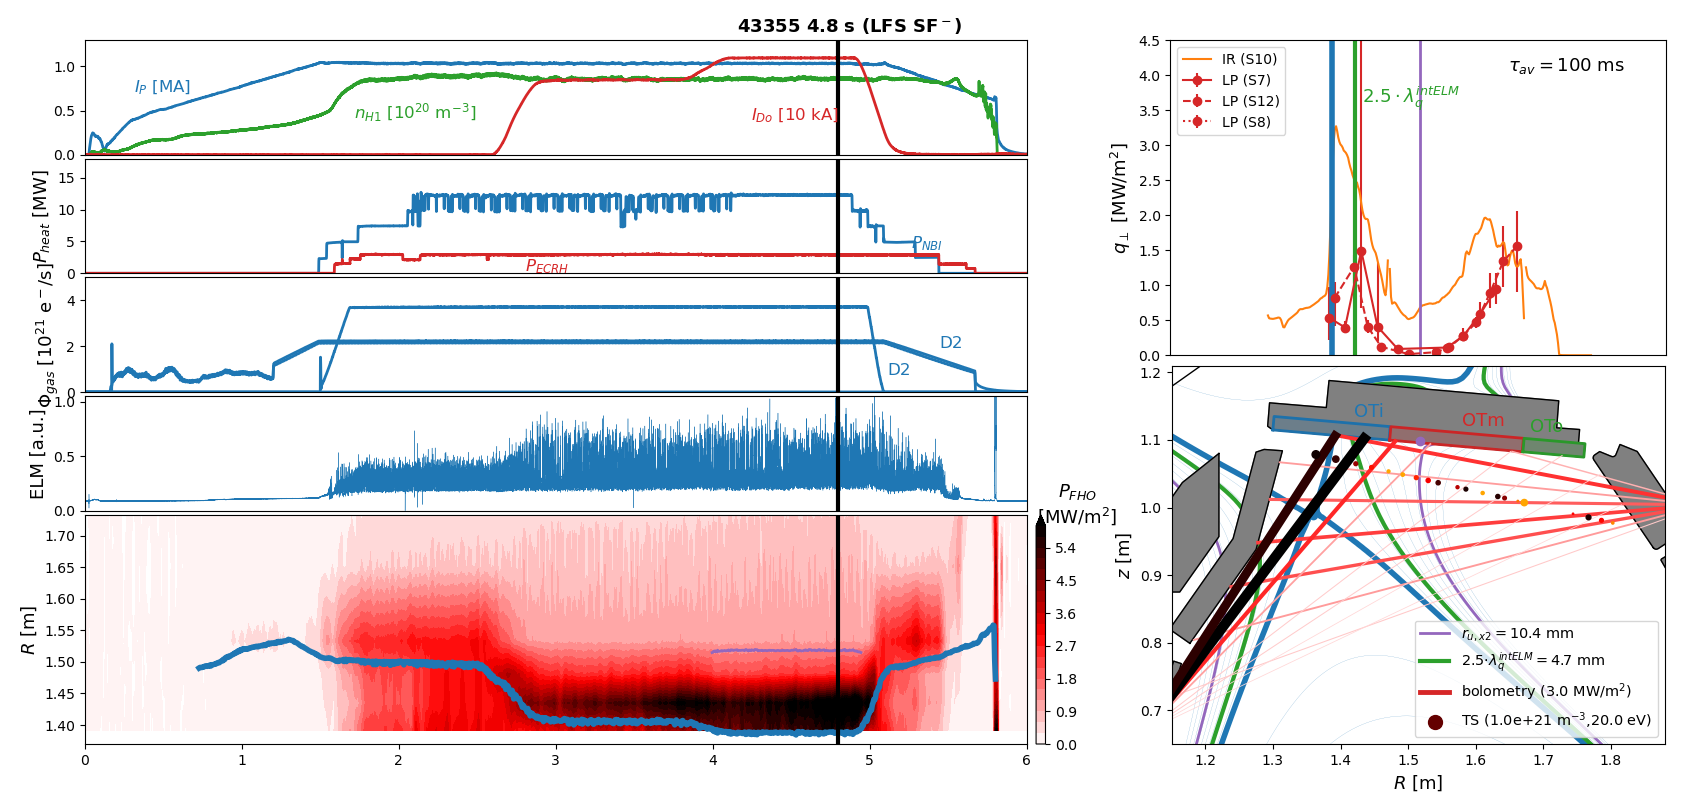 43355 4.8 s (LFS SF⁻)
1.0
0.5
0.0
I_P [MA]
n_H1 [10²⁰ m⁻³]
I_Do [10 kA]
15
10
5
0
P_heat [MW]
P_NBI
P_ECRH
4
2
0
Φ_gas [10²¹ e⁻/s]
D2
D2
1.0
0.5
0.0
ELM [a.u.]
1.70
1.65
1.60
1.55
1.50
1.45
1.40
R [m]
0
1
2
3
4
5
6
P_FHO
[MW/m²]
5.4
4.5
3.6
2.7
1.8
0.9
0.0
4.5
4.0
3.5
3.0
2.5
2.0
1.5
1.0
0.5
0.0
q⊥ [MW/m²]
IR (S10)
LP (S7)
LP (S12)
LP (S8)
2.5 · λ_q^intELM
τ_av = 100 ms
1.2
1.1
1.0
0.9
0.8
0.7
z [m]
OTi
OTm
OTo
r_u,x2 = 10.4 mm
2.5·λ_q^intELM = 4.7 mm
bolometry (3.0 MW/m²)
TS (1.0e+21 m⁻³,20.0 eV)
1.2
1.3
1.4
1.5
1.6
1.7
1.8
R [m]